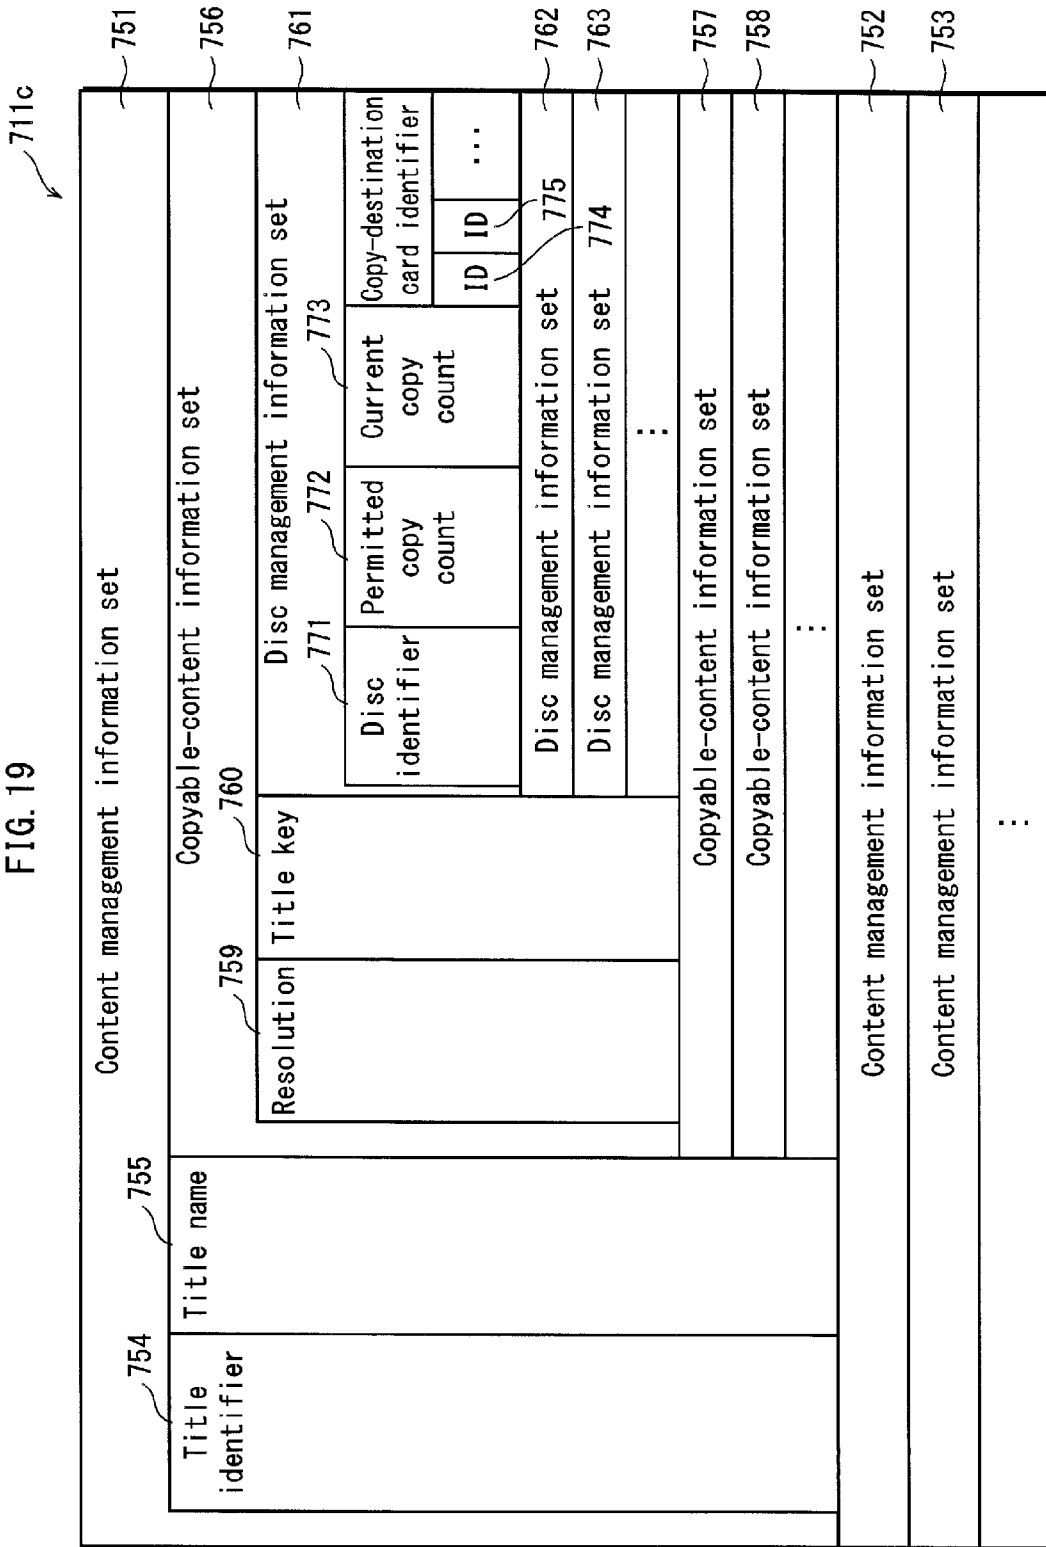 FIG. 19
711c
Content management information set
751
754
755
Title
identifier
Title name
Copyable-content information set
756
759
760
Resolution
Title key
Disc management information set
761
771
772
773
Disc
identifier
Permitted
copy
count
Current
copy
count
Copy-destination
card identifier
ID
ID
...
Disc management information set
775
762
Disc management information set
774
763
...
Copyable-content information set
757
Copyable-content information set
758
...
Content management information set
752
Content management information set
753
...